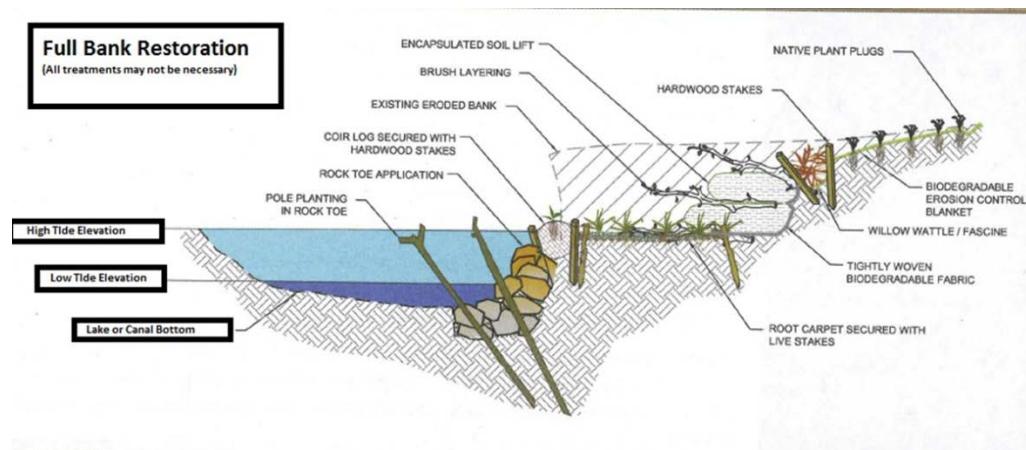 Full Bank Restoration
(All treatments may not be necessary)
ENCAPSULATED SOIL LIFT
BRUSH LAYERING
EXISTING ERODED BANK
COIR LOG SECURED WITH
HARDWOOD STAKES
ROCK TOE APPLICATION
POLE PLANTING
IN ROCK TOE
NATIVE PLANT PLUGS
HARDWOOD STAKES
High TIde Elevation
Low TIde Elevation
Lake or Canal Bottom
BIODEGRADABLE
EROSION CONTROL
BLANKET
WILLOW WATTLE / FASCINE
TIGHTLY WOVEN
BIODEGRADABLE FABRIC
ROOT CARPET SECURED WITH
LIVE STAKES